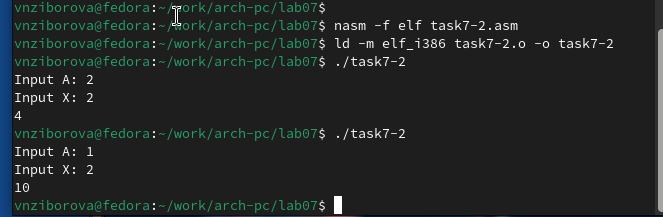 vnziborova@fedora:~/work/arch-pc/lab07$
vnziborova@fedora:~/work/arch-pc/lab07$ nasm -f elf task7-2.asm
vnziborova@fedora:~/work/arch-pc/lab07$ ld -m elf_i386 task7-2.o -o task7-2
vnziborova@fedora:~/work/arch-pc/lab07$ ./task7-2
Input A: 2
Input X: 2
4
vnziborova@fedora:~/work/arch-pc/lab07$ ./task7-2
Input A: 1
Input X: 2
10
vnziborova@fedora:~/work/arch-pc/lab07$